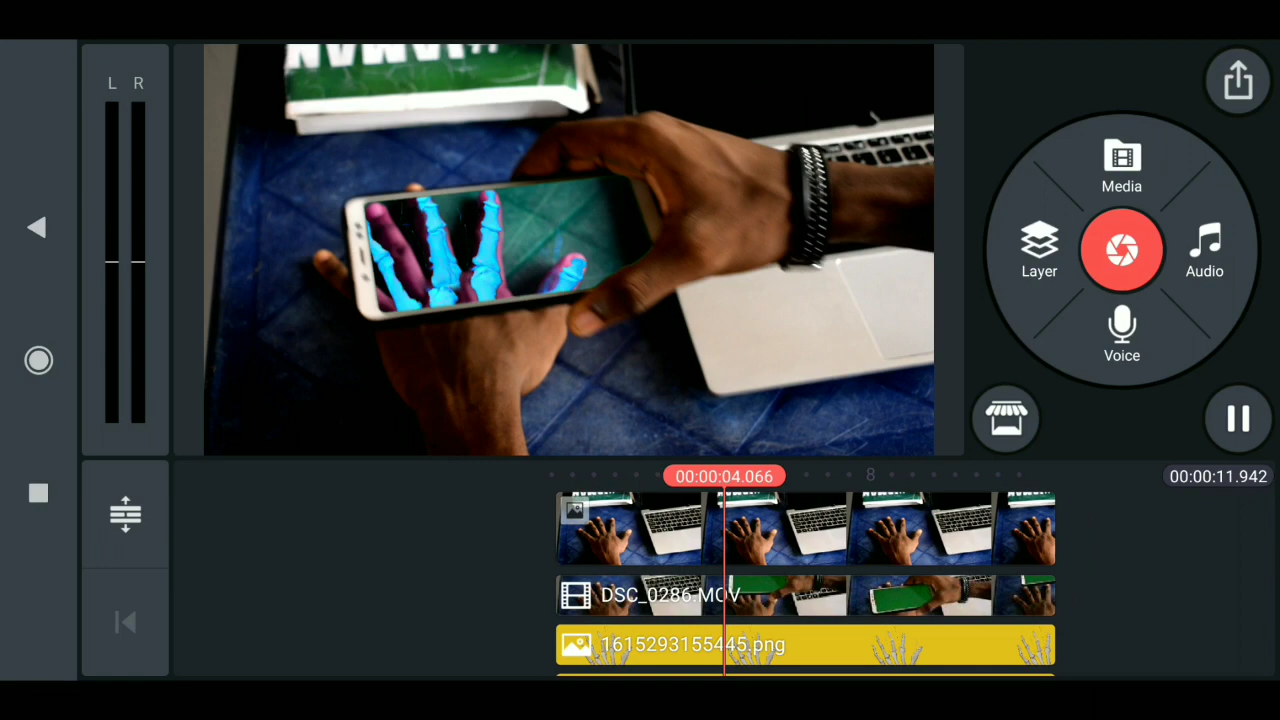 L R
Media
Layer
Audio
Voice
00:00:04.066
8
00:00:11.942
DSC_0286.MOV
1615293155445.png